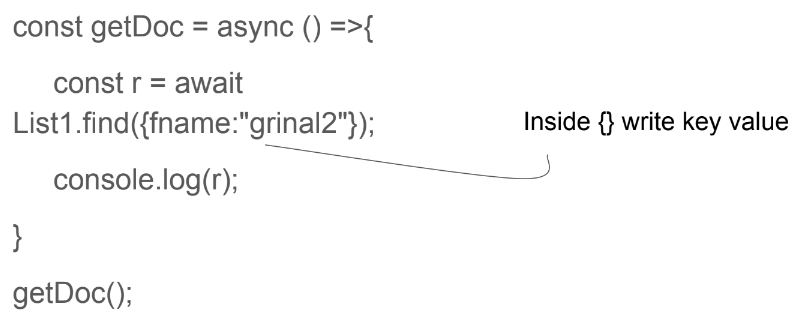 const getDoc = async () =>{
const r = await
List1.find({fname:"grinal2"});
Inside {} write key value
console.log(r);
}
getDoc();